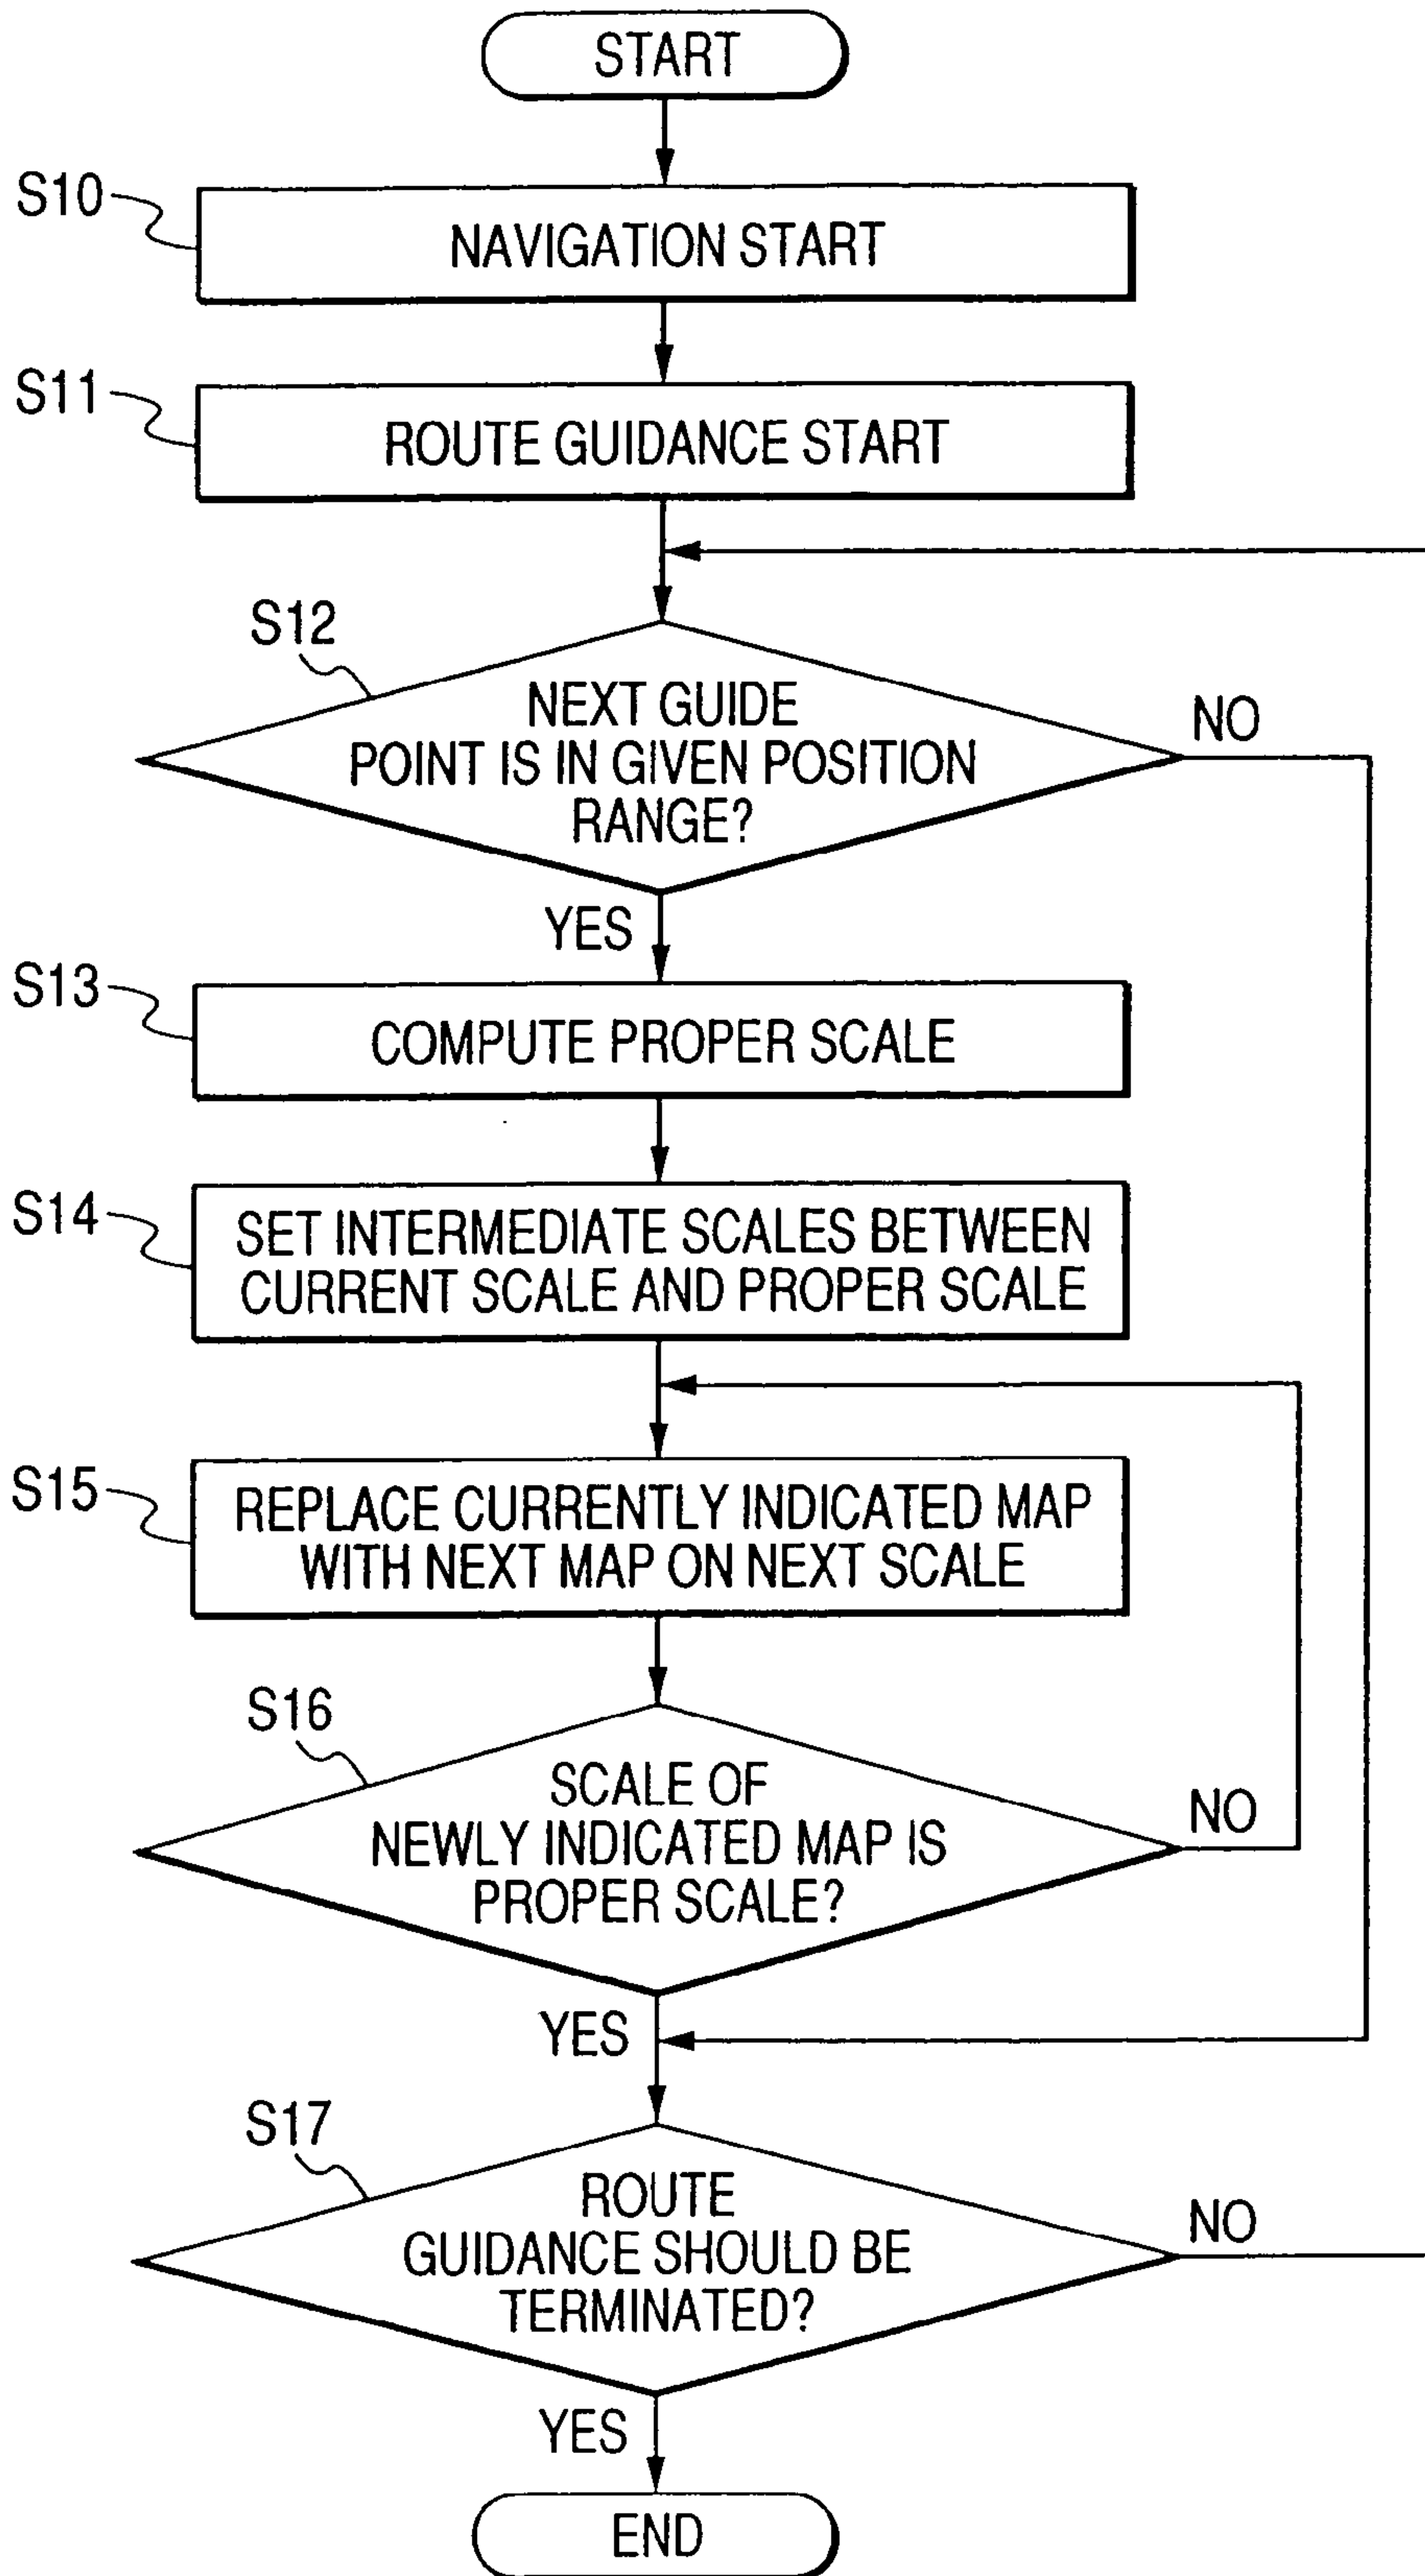 START
S10
NAVIGATION START
S11
ROUTE GUIDANCE START
S12
NEXT GUIDE
POINT IS IN GIVEN POSITION
RANGE?
NO
YES
S13
COMPUTE PROPER SCALE
S14
SET INTERMEDIATE SCALES BETWEEN
CURRENT SCALE AND PROPER SCALE
S15
REPLACE CURRENTLY INDICATED MAP
WITH NEXT MAP ON NEXT SCALE
S16
SCALE OF
NEWLY INDICATED MAP IS
PROPER SCALE?
NO
YES
S17
ROUTE
GUIDANCE SHOULD BE
TERMINATED?
NO
YES
END